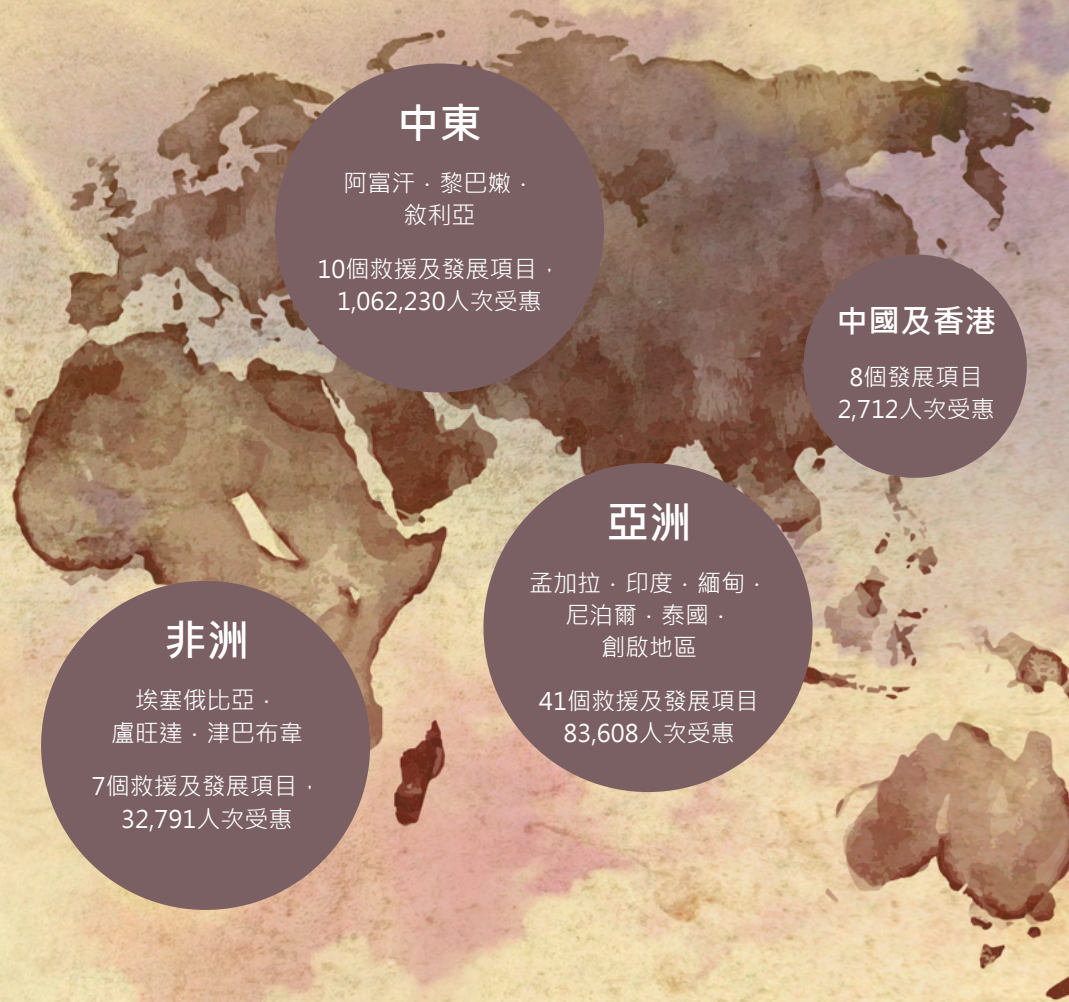 中東
阿富汗．黎巴嫩．
敘利亞
10個救援及發展項目，
1,062,230人次受惠
中國及香港
8個發展項目
2,712人次受惠
亞洲
孟加拉．印度．緬甸．
尼泊爾．泰國．
創啟地區
41個救援及發展項目
83,608人次受惠
非洲
埃塞俄比亞．
盧旺達．津巴布韋
7個救援及發展項目，
32,791人次受惠